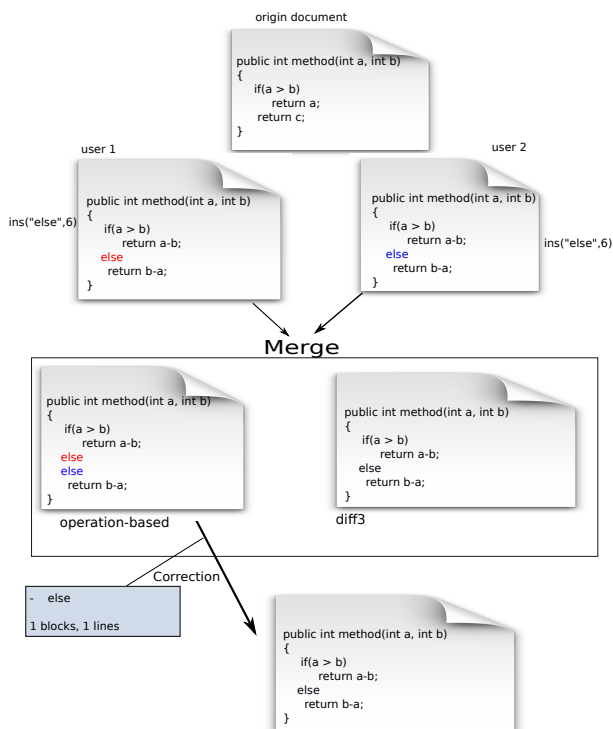 origin document
public int method(int a, int b)
{
if(a > b)
return a;
return c;
}
user 1
user 2
ins("else",6)
public int method(int a, int b)
{
if(a > b)
return a-b;
else
return b-a;
}
public int method(int a, int b)
{
if(a > b)
return a-b;
else
return b-a;
}
ins("else",6)
Merge
public int method(int a, int b)
{
if(a > b)
return a-b;
else
else
return b-a;
}
operation-based
public int method(int a, int b)
{
if(a > b)
return a-b;
else
return b-a;
}
diff3
Correction
- else
1 blocks, 1 lines
public int method(int a, int b)
{
if(a > b)
return a-b;
else
return b-a;
}